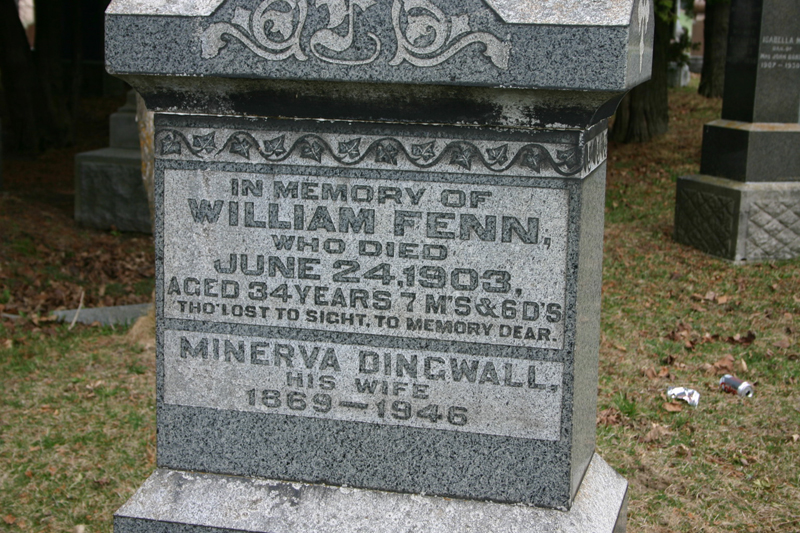 IN MEMORY OF
WILLIAM FENN,
WHO DIED
JUNE 24, 1903,
AGED 34 YEARS 7 M'S & 6 D'S
THO' LOST TO SIGHT, TO MEMORY DEAR.
MINERVA DINGWALL,
HIS WIFE
1869 — 1946
ISABELLA